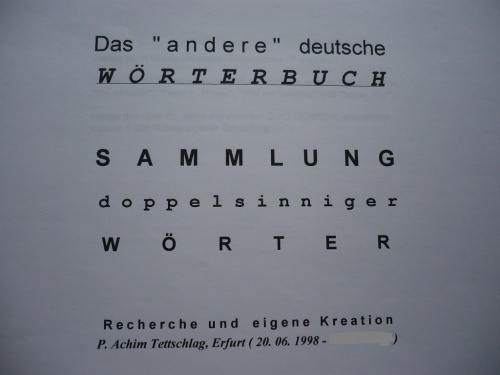 Das "andere" deutsche
WÖRTERBUCH
SAMMLUNG
doppelsinniger
WÖRTER
Recherche und eigene Kreation
P. Achim Tettschlag, Erfurt ( 20. 06. 1998 - )